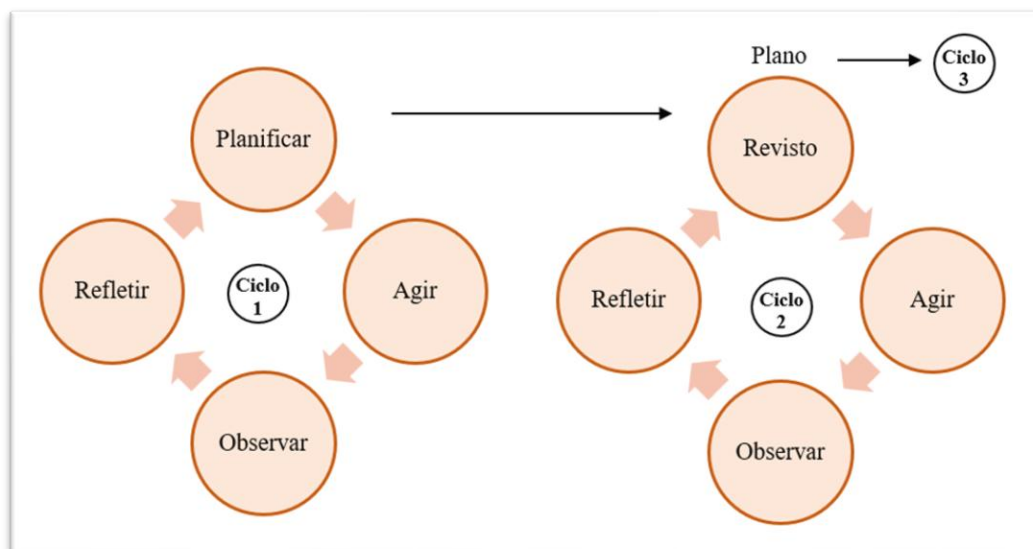 Planificar
Agir
Observar
Refletir
Ciclo
1
Plano
Revisto
Agir
Observar
Refletir
Ciclo
2
Ciclo
3